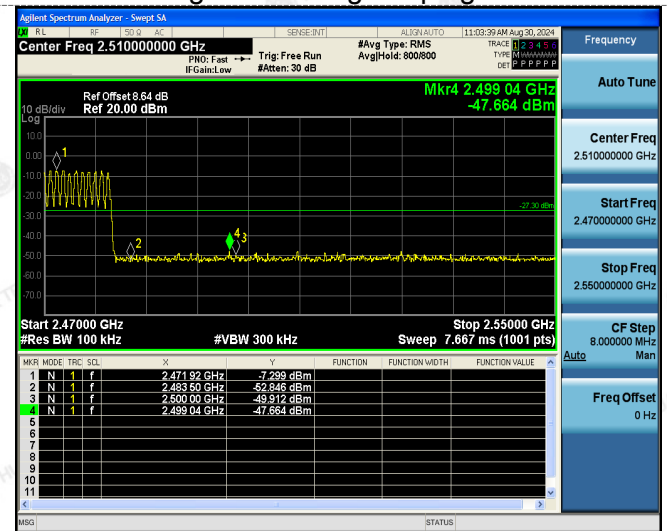 Agilent Spectrum Analyzer - Swept SA
LXI RL RF 50 Ω AC SENSE:INT ALIGN AUTO 11:03:39 AM Aug 30, 2024
Center Freq 2.510000000 GHz
PNO: Fast
IFGain:Low
Trig: Free Run
#Atten: 30 dB
#Avg Type: RMS
Avg|Hold: 800/800
TRACE 1 2 3 4 5 6
TYPE M
DET P P P P P P
Ref Offset 8.64 dB
10 dB/div Ref 20.00 dBm
Log
Mkr4 2.499 04 GHz
-47.664 dBm
10.0
0.00
-10.0
-20.0
-30.0
-40.0
-50.0
-60.0
-70.0
1
2
4
3
-27.30 dBm
Start 2.47000 GHz Stop 2.55000 GHz
#Res BW 100 kHz #VBW 300 kHz Sweep 7.667 ms (1001 pts)
MKR MODE TRC SCL X Y FUNCTION FUNCTION WIDTH FUNCTION VALUE
1 N 1 f 2.471 92 GHz -7.299 dBm
2 N 1 f 2.483 50 GHz -52.846 dBm
3 N 1 f 2.500 00 GHz -49.912 dBm
4 N 1 f 2.499 04 GHz -47.664 dBm
5
6
7
8
9
10
11
MSG STATUS
Frequency
Auto Tune
Center Freq
2.510000000 GHz
Start Freq
2.470000000 GHz
Stop Freq
2.550000000 GHz
CF Step
8.000000 MHz
Auto Man
Freq Offset
0 Hz